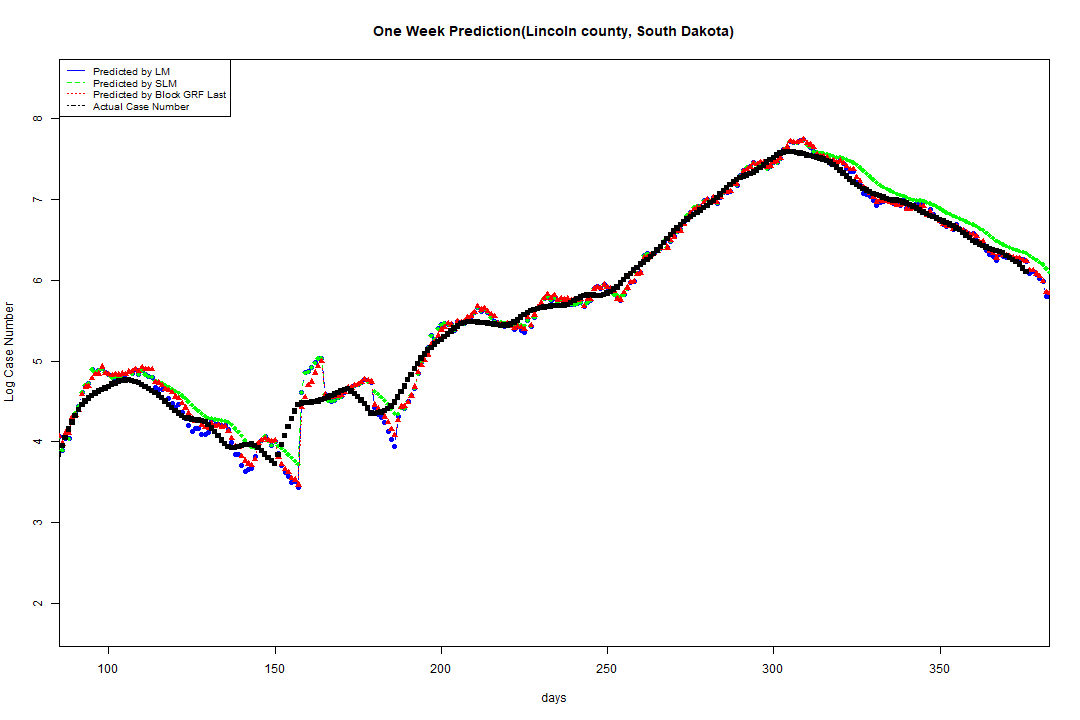 One Week Prediction(Lincoln county, South Dakota)
Predicted by LM
Predicted by SLM
Predicted by Block GRF Last
Actual Case Number
8
7
6
5
4
3
2
Log Case Number
100 150 200 250 300 350
days